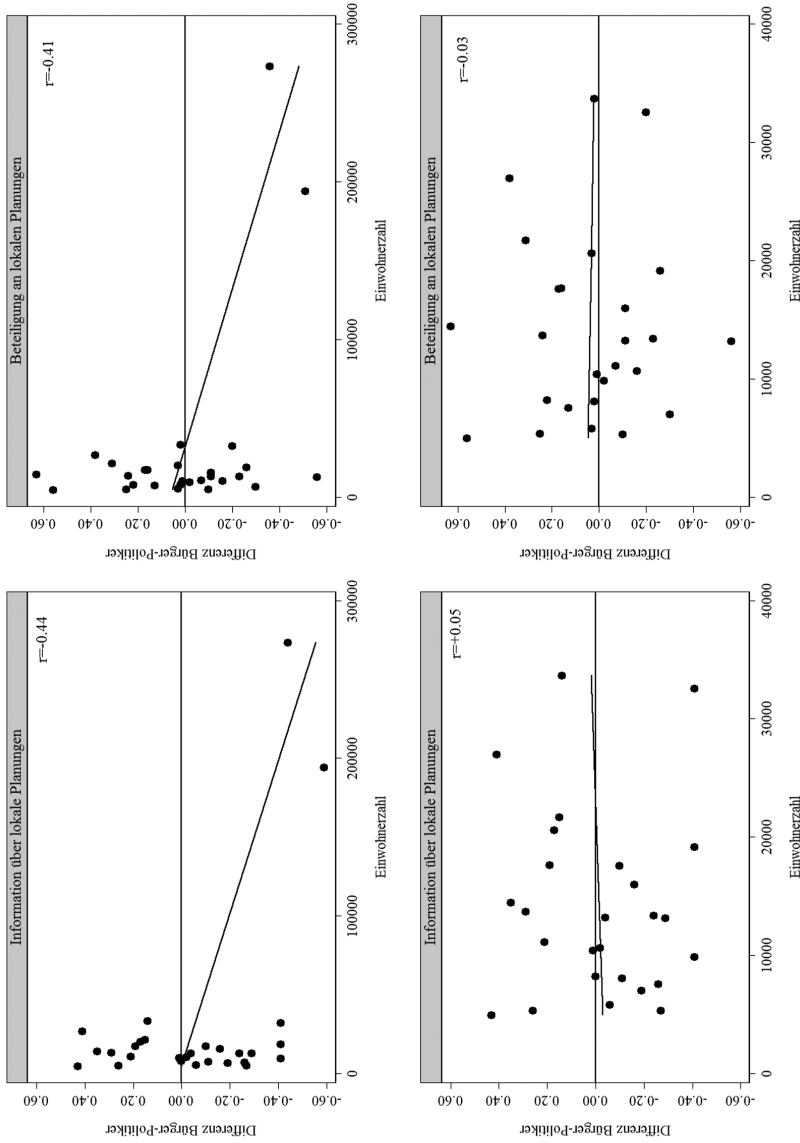 Information über lokale Planungen
r=-0.44
Differenz Bürger-Politiker
0.60
0.40
0.20
0.00
-0.20
-0.40
-0.60
0
100000
200000
300000
Einwohnerzahl
Beteiligung an lokalen Planungen
r=-0.41
Differenz Bürger-Politiker
0.60
0.40
0.20
0.00
-0.20
-0.40
-0.60
0
100000
200000
300000
Einwohnerzahl
Information über lokale Planungen
r=+0.05
Differenz Bürger-Politiker
0.60
0.40
0.20
0.00
-0.20
-0.40
-0.60
0
10000
20000
30000
40000
Einwohnerzahl
Beteiligung an lokalen Planungen
r=-0.03
Differenz Bürger-Politiker
0.60
0.40
0.20
0.00
-0.20
-0.40
-0.60
0
10000
20000
30000
40000
Einwohnerzahl